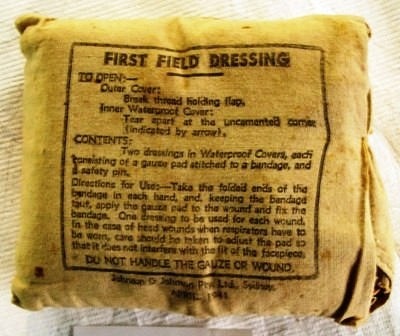 FIRST FIELD DRESSING
TO OPEN:—
Outer Cover:
Break thread holding flap.
Inner Waterproof Cover:
Tear apart at the uncemented corner
(indicated by arrow).
CONTENTS:
Two dressings in Waterproof Covers, each
consisting of a gauze pad stitched to a bandage, and
a safety pin.
Directions for Use:—Take the folded ends of the
bandage in each hand, and, keeping the bandage
taut, apply the gauze pad to the wound and fix the
bandage. One dressing to be used for each wound.
In the case of head wounds when respirators have to
be worn, care should be taken to adjust the pad so
that it does not interfere with the fit of the facepiece.
DO NOT HANDLE THE GAUZE OR WOUND.
Johnson & Johnson Pty. Ltd., Sydney.
APRIL,